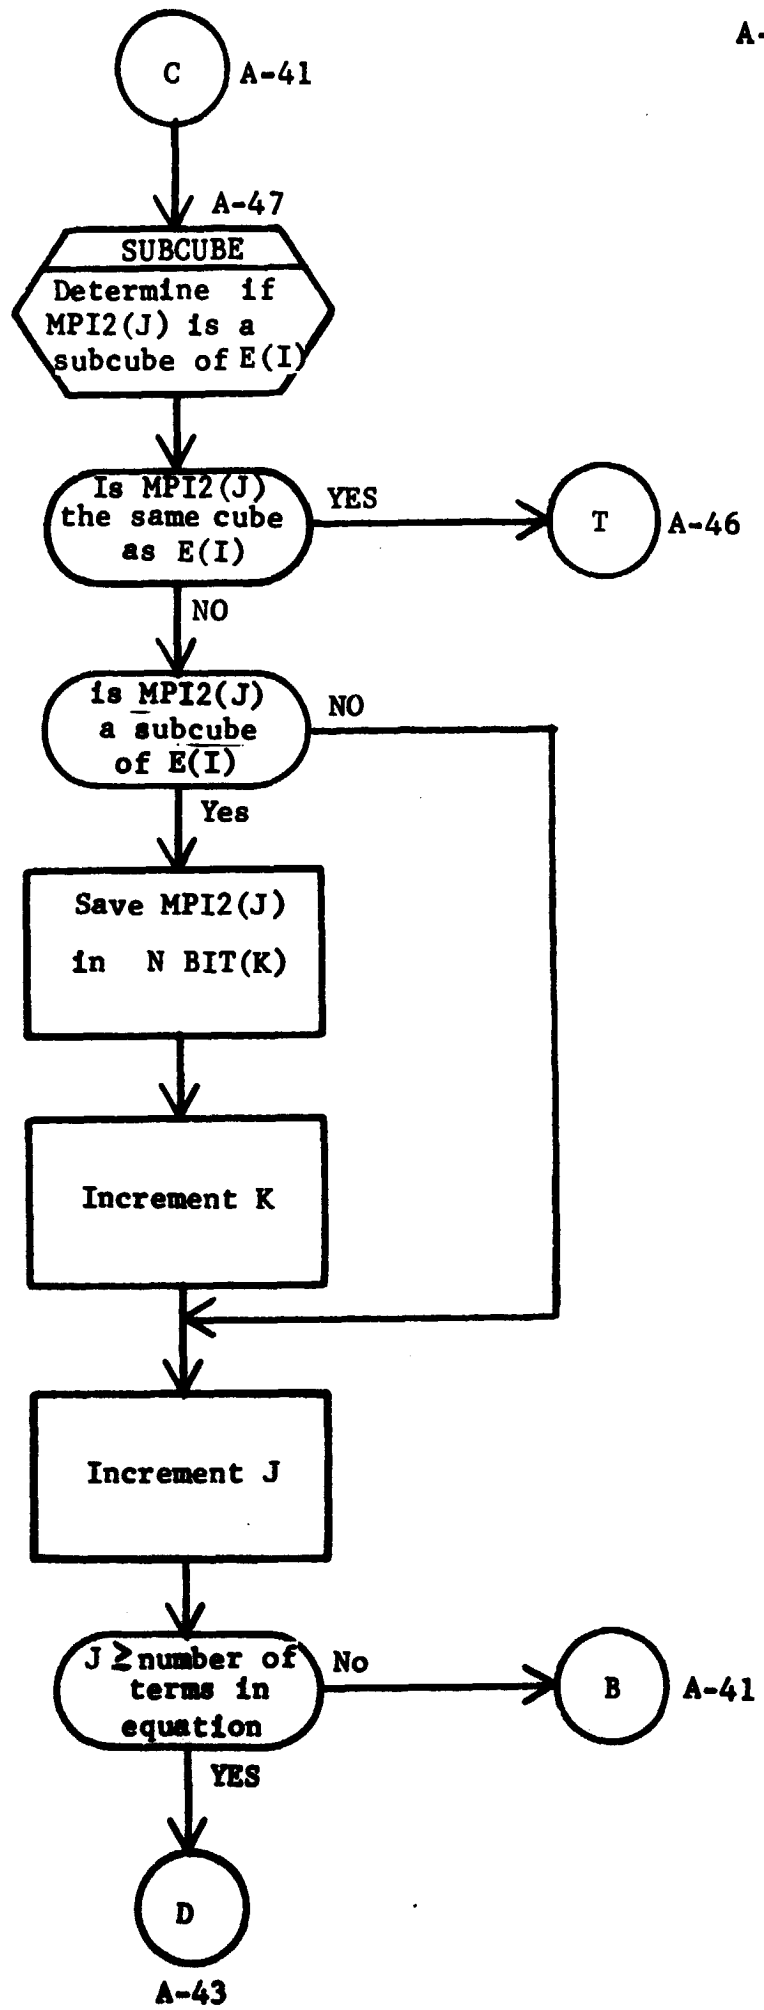 A-
C A-41
A-47
SUBCUBE
Determine if
MPI2(J) is a
subcube of E(I)
Is MPI2(J)
the same cube
as E(I)
YES
T A-46
NO
is MPI2(J)
a subcube
of E(I)
NO
Yes
Save MPI2(J)
in N BIT(K)
Increment K
Increment J
J ≥ number of
terms in
equation
No
B A-41
YES
D
A-43